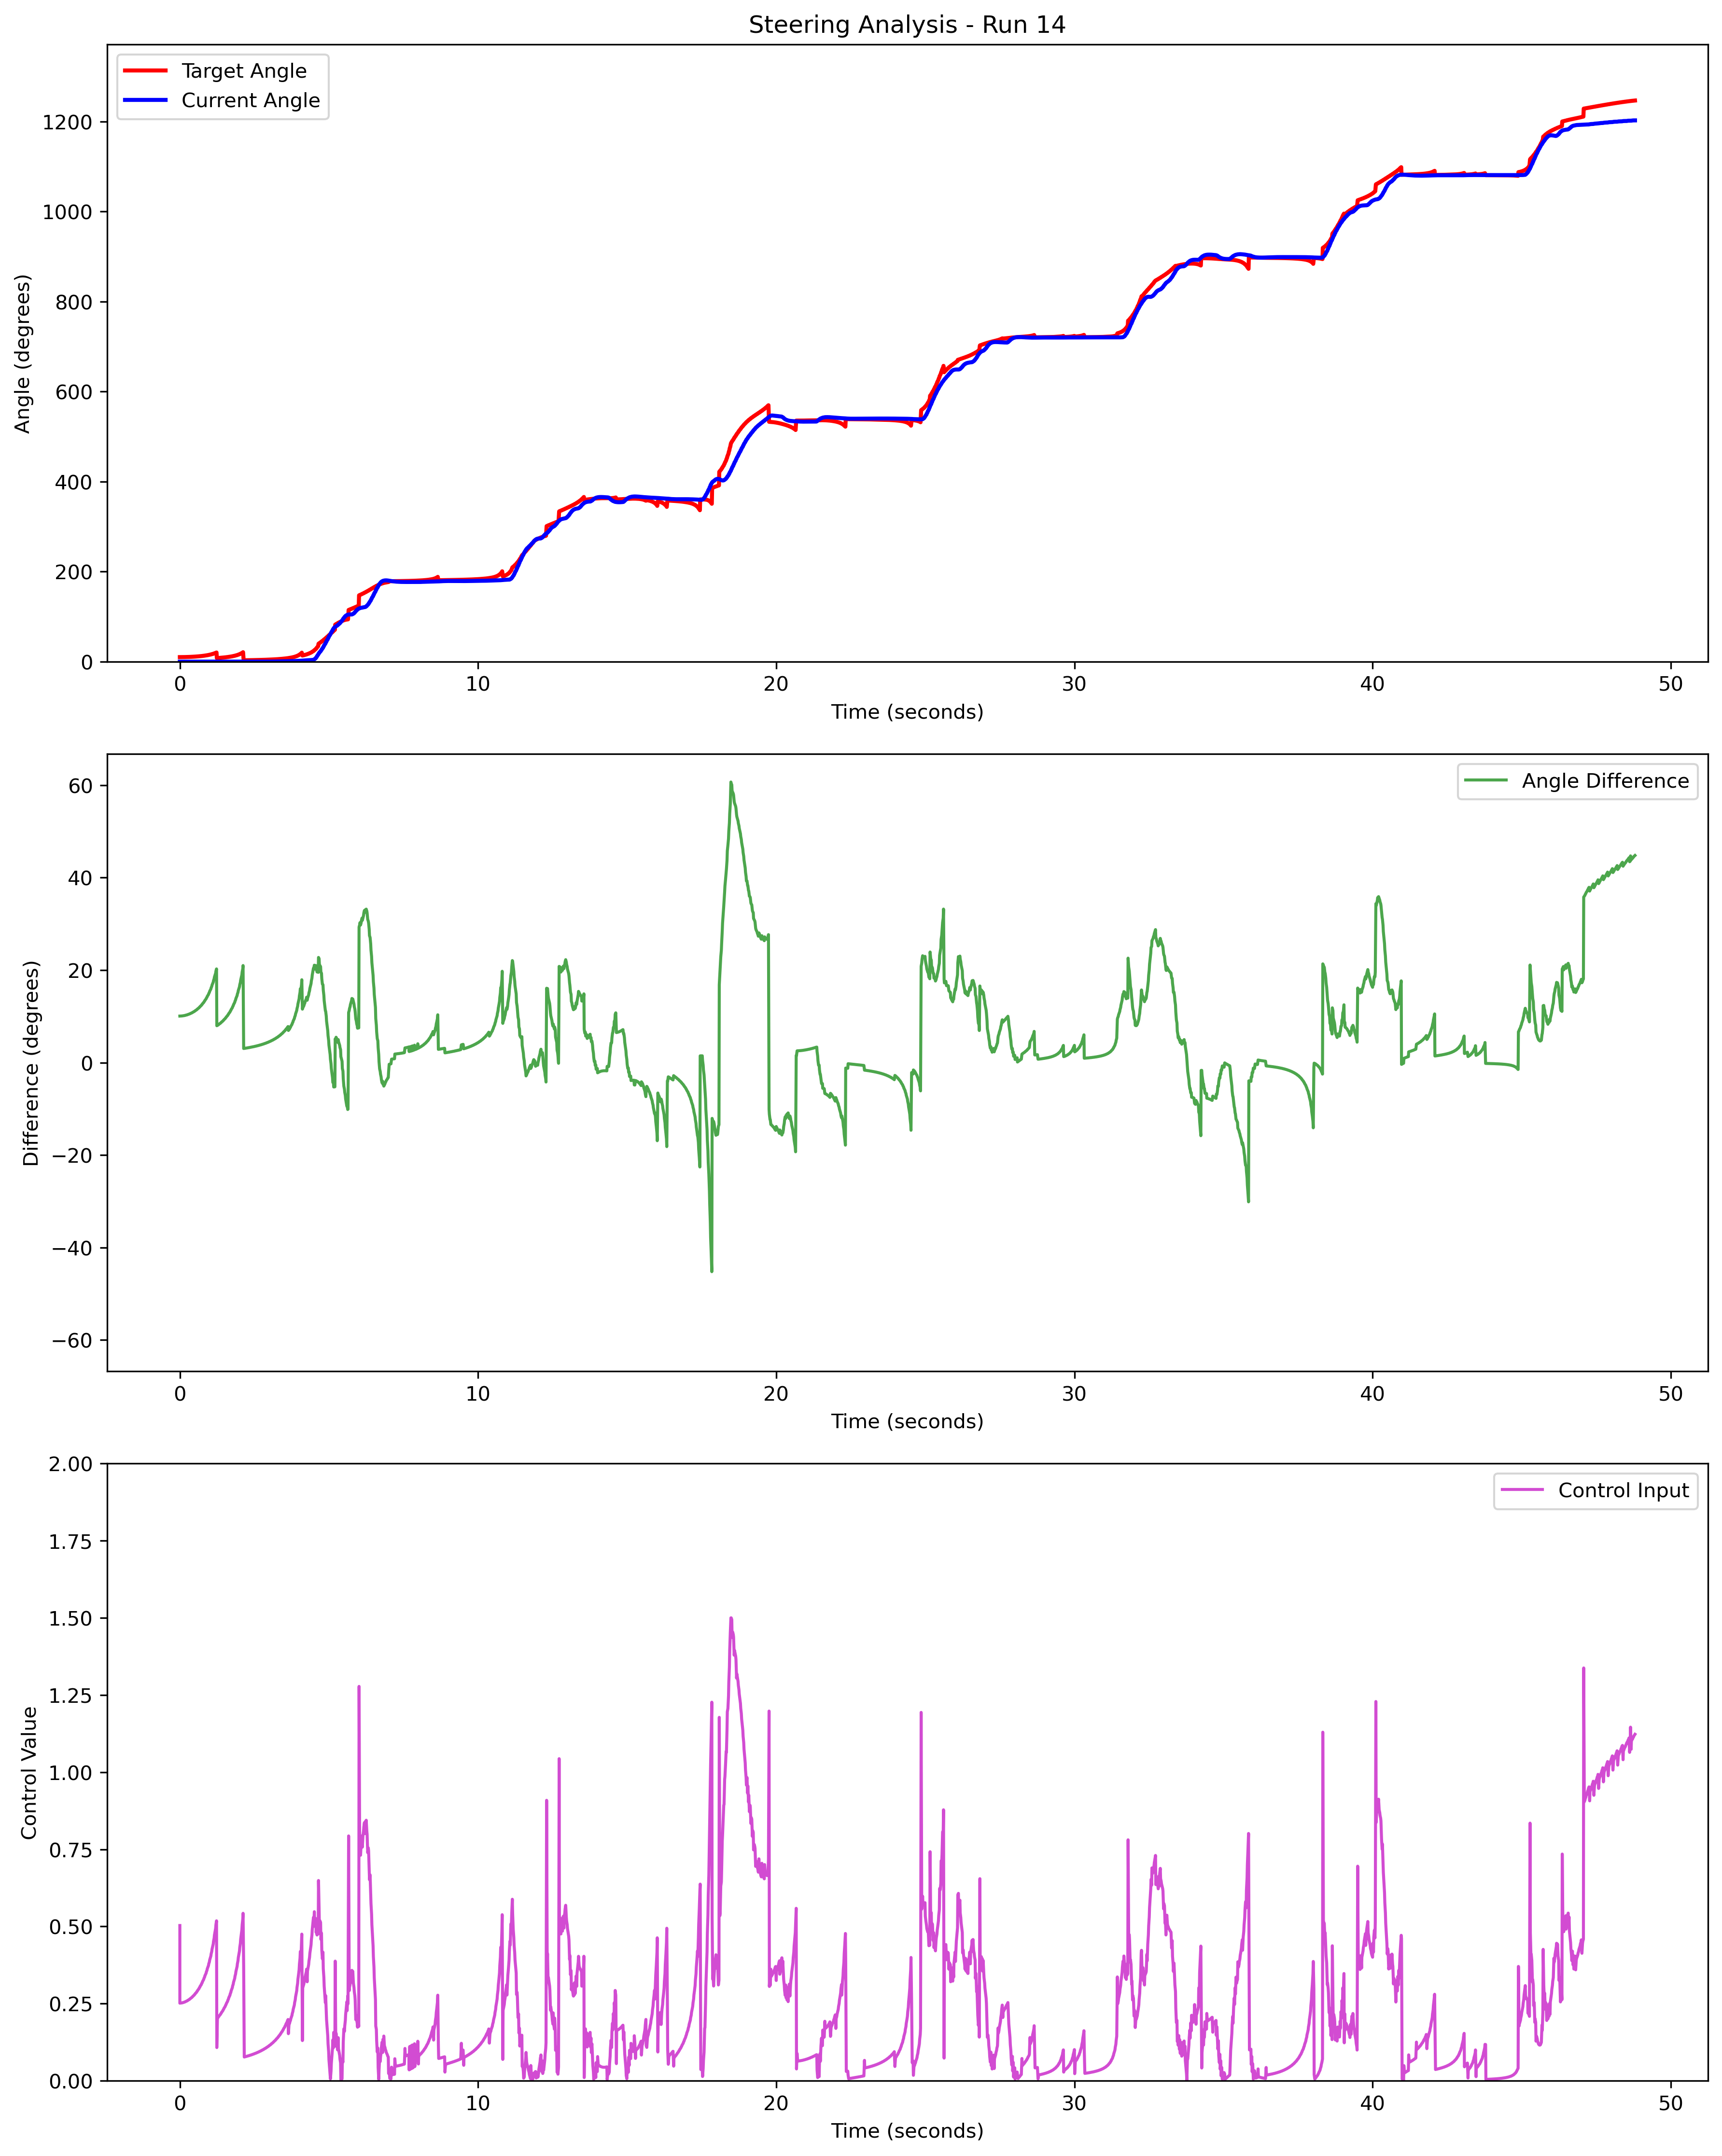 Steering Analysis - Run 14
Target Angle
Current Angle
Angle (degrees)
1200
1000
800
600
400
200
0
0 10 20 30 40 50
Time (seconds)
Angle Difference
Difference (degrees)
60
40
20
0
−20
−40
−60
0 10 20 30 40 50
Time (seconds)
Control Input
Control Value
2.00
1.75
1.50
1.25
1.00
0.75
0.50
0.25
0.00
0 10 20 30 40 50
Time (seconds)